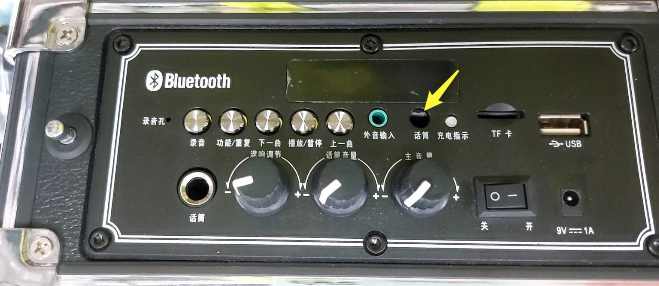 Bluetooth
录音孔
录音
功能/重复
下一曲
播放/暂停
上一曲
外音输入
话筒
充电指示
TF 卡
USB
混响调节
话筒音量
主音量
- +
- +
- +
话筒
关
开
9V 1A